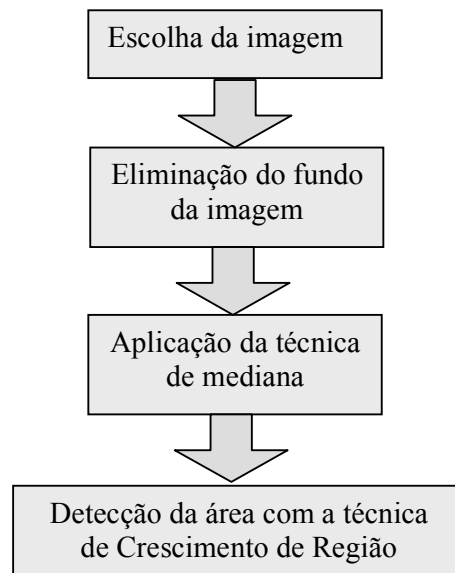 Escolha da imagem
Eliminação do fundo
da imagem
Aplicação da técnica
de mediana
Detecção da área com a técnica
de Crescimento de Região